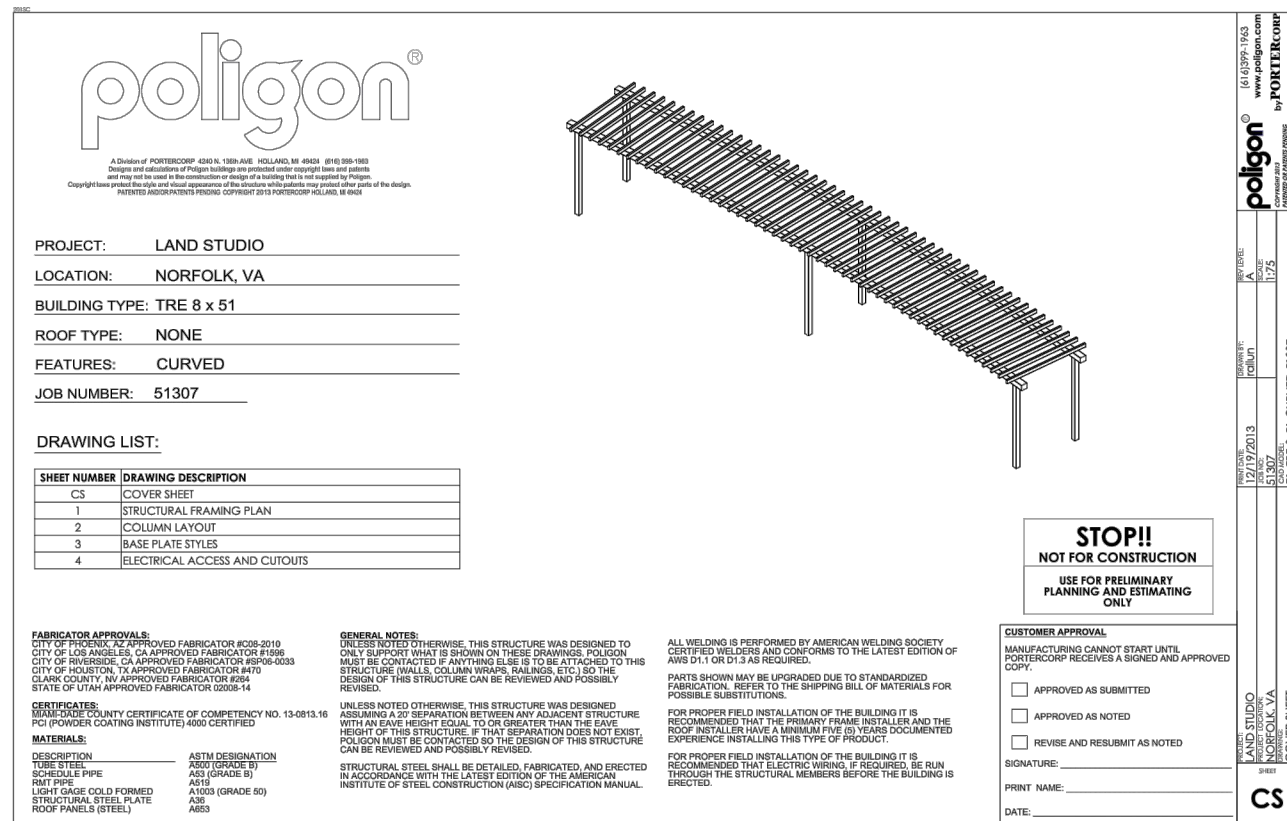 poligon®
A Division of PORTERCORP 4240 N. 136th AVE HOLLAND, MI 49424 (616) 399-1963
Designs and calculations of Poligon buildings are protected under copyright laws and patents
and may not be used in the construction or design of a building that is not supplied by Poligon.
Copyright laws protect the style and visual appearance of the structure while patents may protect other parts of the design.
PATENTED AND/OR PATENTS PENDING COPYRIGHT 2013 PORTERCORP HOLLAND, MI 49424
PROJECT: LAND STUDIO
LOCATION: NORFOLK, VA
BUILDING TYPE: TRE 8 x 51
ROOF TYPE: NONE
FEATURES: CURVED
JOB NUMBER: 51307
DRAWING LIST:
SHEET NUMBER DRAWING DESCRIPTION
CS COVER SHEET
1 STRUCTURAL FRAMING PLAN
2 COLUMN LAYOUT
3 BASE PLATE STYLES
4 ELECTRICAL ACCESS AND CUTOUTS
FABRICATOR APPROVALS:
CITY OF PHOENIX, AZ APPROVED FABRICATOR #C08-2010
CITY OF LOS ANGELES, CA APPROVED FABRICATOR #1596
CITY OF RIVERSIDE, CA APPROVED FABRICATOR #SP06-0033
CITY OF HOUSTON, TX APPROVED FABRICATOR #470
CLARK COUNTY, NV APPROVED FABRICATOR #264
STATE OF UTAH APPROVED FABRICATOR 02008-14
CERTIFICATES:
MIAMI-DADE COUNTY CERTIFICATE OF COMPETENCY NO. 13-0813.16
PCI (POWDER COATING INSTITUTE) 4000 CERTIFIED
MATERIALS:
DESCRIPTION ASTM DESIGNATION
TUBE STEEL A500 (GRADE B)
SCHEDULE PIPE A53 (GRADE B)
RMT PIPE A519
LIGHT GAGE COLD FORMED A1003 (GRADE 50)
STRUCTURAL STEEL PLATE A36
ROOF PANELS (STEEL) A653
GENERAL NOTES:
UNLESS NOTED OTHERWISE, THIS STRUCTURE WAS DESIGNED TO
ONLY SUPPORT WHAT IS SHOWN ON THESE DRAWINGS. POLIGON
MUST BE CONTACTED IF ANYTHING ELSE IS TO BE ATTACHED TO THIS
STRUCTURE (WALLS, COLUMN WRAPS, RAILINGS, ETC.) SO THE
DESIGN OF THIS STRUCTURE CAN BE REVIEWED AND POSSIBLY
REVISED.
UNLESS NOTED OTHERWISE, THIS STRUCTURE WAS DESIGNED
ASSUMING A 20' SEPARATION BETWEEN ANY ADJACENT STRUCTURE
WITH AN EAVE HEIGHT EQUAL TO OR GREATER THAN THE EAVE
HEIGHT OF THIS STRUCTURE. IF THAT SEPARATION DOES NOT EXIST,
POLIGON MUST BE CONTACTED SO THE DESIGN OF THIS STRUCTURE
CAN BE REVIEWED AND POSSIBLY REVISED.
STRUCTURAL STEEL SHALL BE DETAILED, FABRICATED, AND ERECTED
IN ACCORDANCE WITH THE LATEST EDITION OF THE AMERICAN
INSTITUTE OF STEEL CONSTRUCTION (AISC) SPECIFICATION MANUAL.
ALL WELDING IS PERFORMED BY AMERICAN WELDING SOCIETY
CERTIFIED WELDERS AND CONFORMS TO THE LATEST EDITION OF
AWS D1.1 OR D1.3 AS REQUIRED.
PARTS SHOWN MAY BE UPGRADED DUE TO STANDARDIZED
FABRICATION. REFER TO THE SHIPPING BILL OF MATERIALS FOR
POSSIBLE SUBSTITUTIONS.
FOR PROPER FIELD INSTALLATION OF THE BUILDING IT IS
RECOMMENDED THAT THE PRIMARY FRAME INSTALLER AND THE
ROOF INSTALLER HAVE A MINIMUM FIVE (5) YEARS DOCUMENTED
EXPERIENCE INSTALLING THIS TYPE OF PRODUCT.
FOR PROPER FIELD INSTALLATION OF THE BUILDING IT IS
RECOMMENDED THAT ELECTRIC WIRING, IF REQUIRED, BE RUN
THROUGH THE STRUCTURAL MEMBERS BEFORE THE BUILDING IS
ERECTED.
STOP!!
NOT FOR CONSTRUCTION
USE FOR PRELIMINARY
PLANNING AND ESTIMATING
ONLY
CUSTOMER APPROVAL
MANUFACTURING CANNOT START UNTIL
PORTERCORP RECEIVES A SIGNED AND APPROVED
COPY.
APPROVED AS SUBMITTED
APPROVED AS NOTED
REVISE AND RESUBMIT AS NOTED
SIGNATURE:
PRINT NAME:
DATE:
(616)399-1963
www.poligon.com
by PORTERCORP
poligon®
COPYRIGHT 2013
PATENTED OR PATENTS PENDING
REV LEVEL:
A
SCALE:
1:75
DRAWN BY:
rallun
PRINT DATE:
12/19/2013
JOB NO:
51307
CAD MODEL:
PROJECT:
LAND STUDIO
PROJECT LOCATION:
NORFOLK, VA
DRAWING:
SHEET
CS